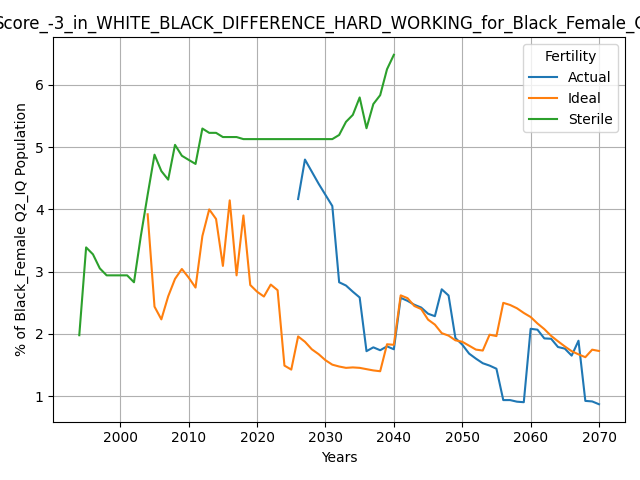 Score_-3_in_WHITE_BLACK_DIFFERENCE_HARD_WORKING_for_Black_Female_
Fertility
Actual
Ideal
Sterile
% of Black_Female Q2_IQ Population
6
5
4
3
2
1
2000 2010 2020 2030 2040 2050 2060 2070
Years